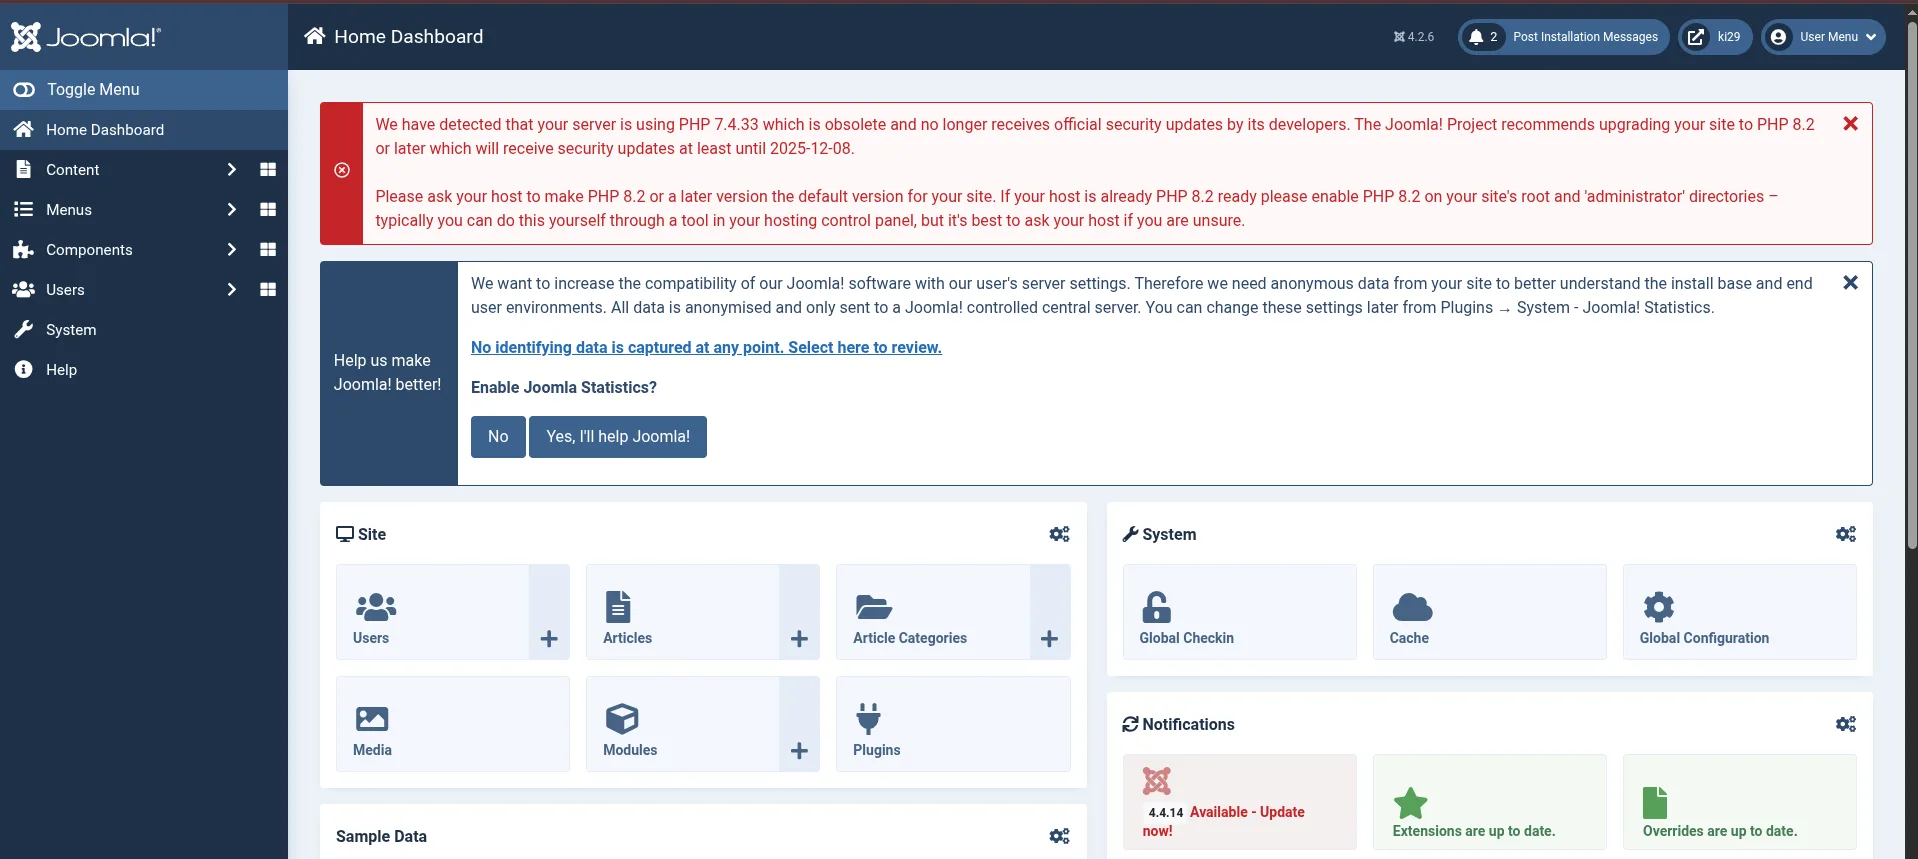 Joomla!®
Home Dashboard
4.2.6
2 Post Installation Messages
ki29
User Menu
Toggle Menu
Home Dashboard
Content
Menus
Components
Users
System
Help
We have detected that your server is using PHP 7.4.33 which is obsolete and no longer receives official security updates by its developers. The Joomla! Project recommends upgrading your site to PHP 8.2
or later which will receive security updates at least until 2025-12-08.
Please ask your host to make PHP 8.2 or a later version the default version for your site. If your host is already PHP 8.2 ready please enable PHP 8.2 on your site's root and 'administrator' directories –
typically you can do this yourself through a tool in your hosting control panel, but it's best to ask your host if you are unsure.
Help us make
Joomla! better!
We want to increase the compatibility of our Joomla! software with our user's server settings. Therefore we need anonymous data from your site to better understand the install base and end
user environments. All data is anonymised and only sent to a Joomla! controlled central server. You can change these settings later from Plugins → System - Joomla! Statistics.
No identifying data is captured at any point. Select here to review.
Enable Joomla Statistics?
No
Yes, I'll help Joomla!
Site
Users
Articles
Article Categories
Media
Modules
Plugins
Sample Data
System
Global Checkin
Cache
Global Configuration
Notifications
4.4.14 Available - Update
now!
Extensions are up to date.
Overrides are up to date.